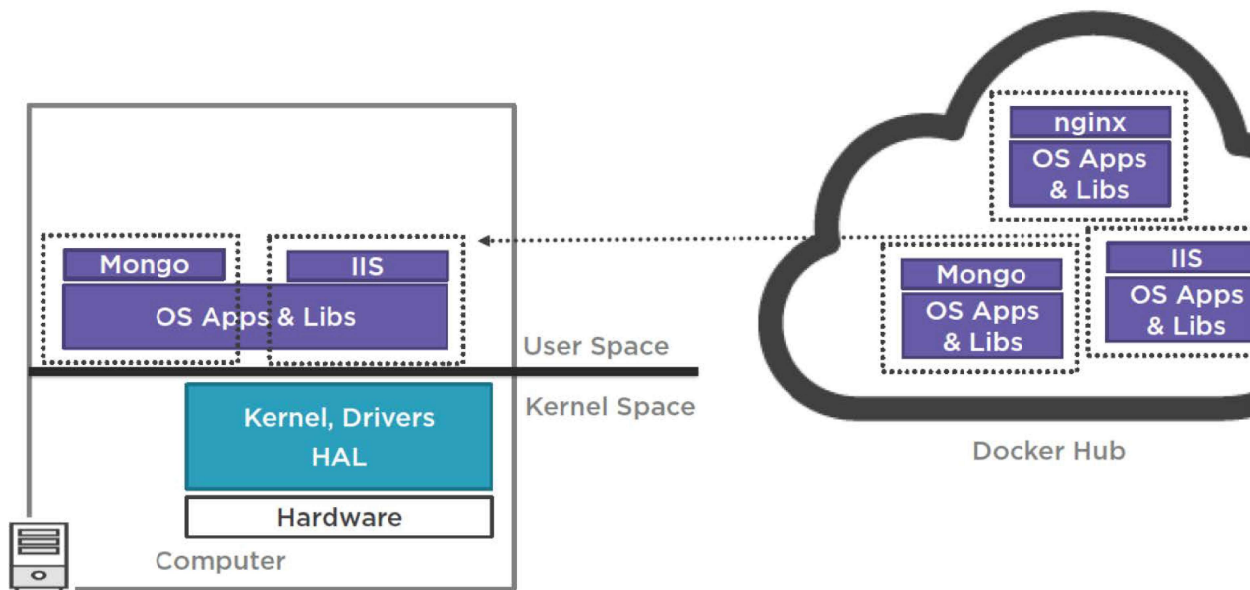 Mongo
IIS
OS Apps & Libs
User Space
Kernel Space
Kernel, Drivers
HAL
Hardware
Computer
nginx
OS Apps
& Libs
Mongo
OS Apps
& Libs
IIS
OS Apps
& Libs
Docker Hub